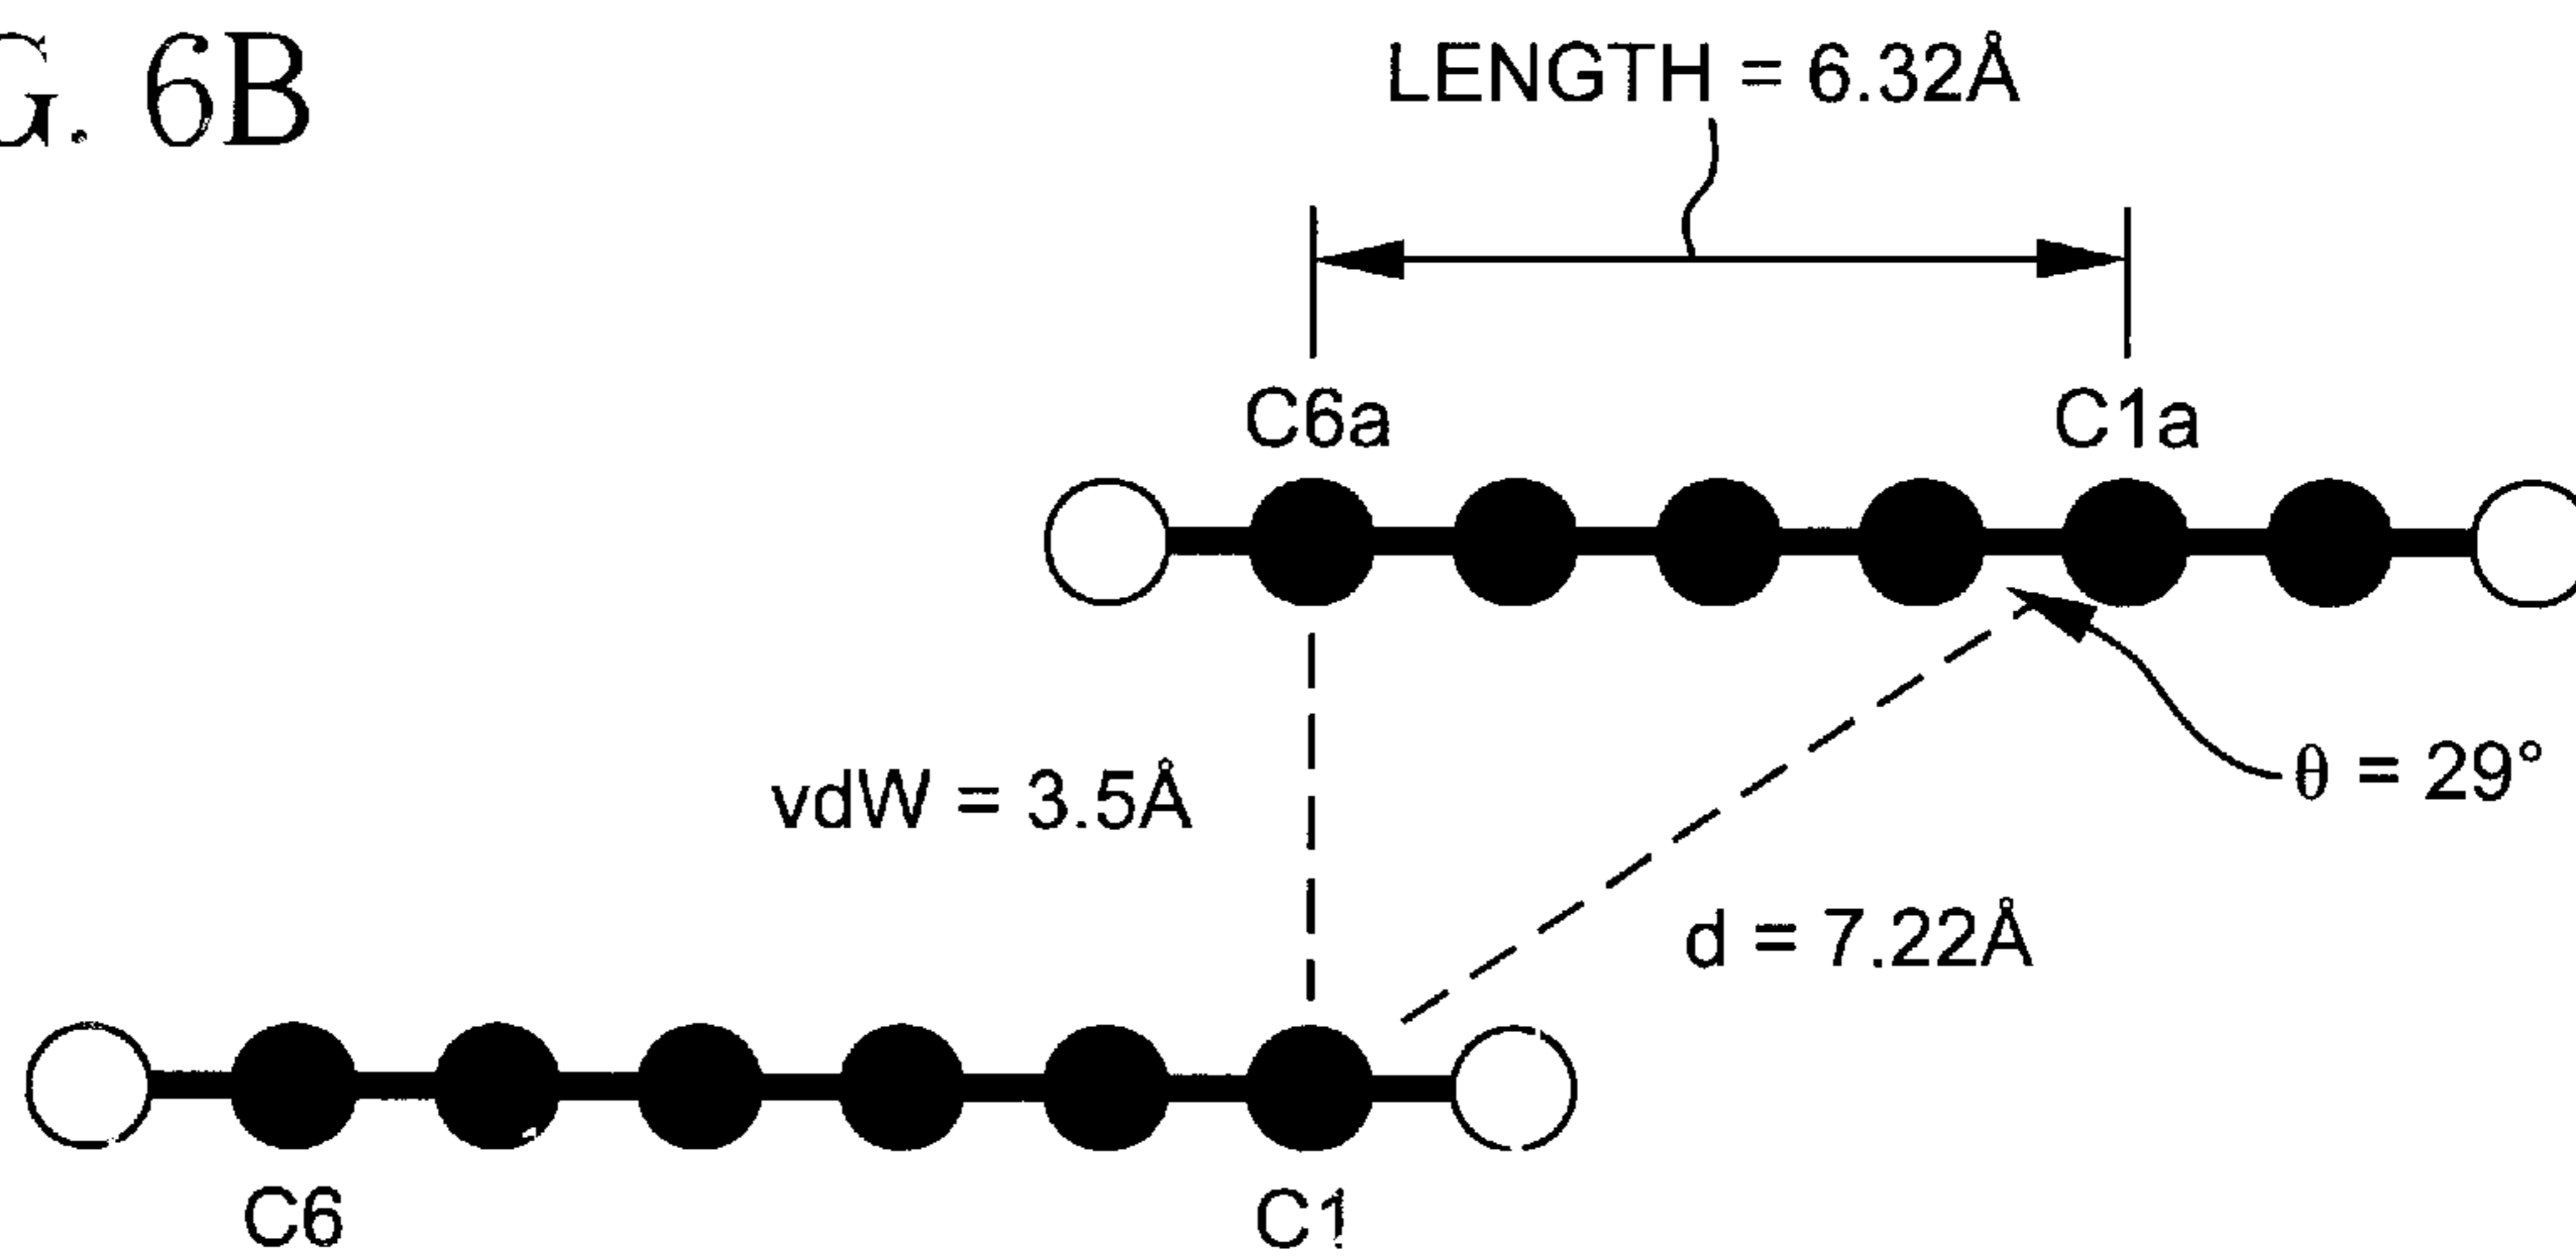 G. 6B
LENGTH = 6.32Å
C6a
C1a
vdW = 3.5Å
θ = 29°
d = 7.22Å
C6
C1